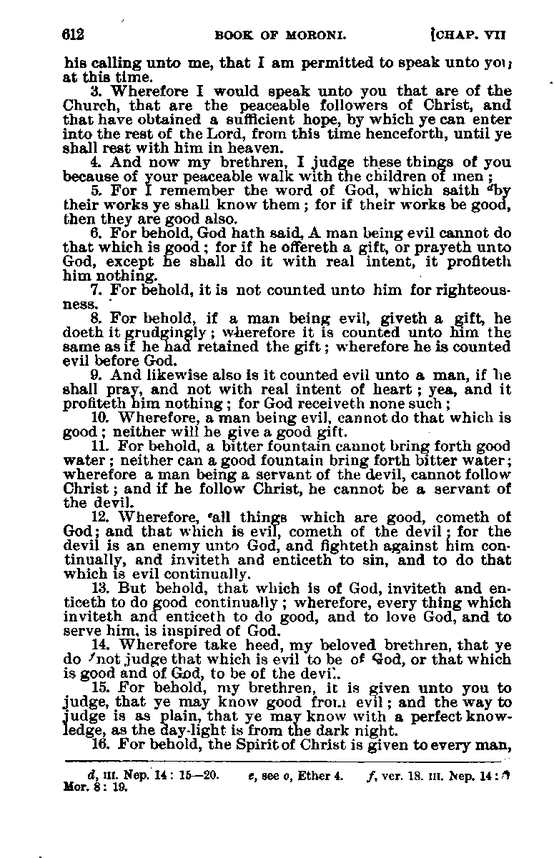 612 BOOK OF MORONI. [CHAP. VII
his calling unto me, that I am permitted to speak unto you
at this time.
3. Wherefore I would speak unto you that are of the
Church, that are the peaceable followers of Christ, and
that have obtained a sufficient hope, by which ye can enter
into the rest of the Lord, from this time henceforth, until ye
shall rest with him in heaven.
4. And now my brethren, I judge these things of you
because of your peaceable walk with the children of men;
5. For I remember the word of God, which saith dby
their works ye shall know them; for if their works be good,
then they are good also.
6. For behold, God hath said, A man being evil cannot do
that which is good; for if he offereth a gift, or prayeth unto
God, except he shall do it with real intent, it profiteth
him nothing.
7. For behold, it is not counted unto him for righteous-
ness.
8. For behold, if a man being evil, giveth a gift, he
doeth it grudgingly; wherefore it is counted unto him the
same as if he had retained the gift; wherefore he is counted
evil before God.
9. And likewise also is it counted evil unto a man, if he
shall pray, and not with real intent of heart; yea, and it
profiteth him nothing; for God receiveth none such;
10. Wherefore, a man being evil, cannot do that which is
good; neither will he give a good gift.
11. For behold, a bitter fountain cannot bring forth good
water; neither can a good fountain bring forth bitter water;
wherefore a man being a servant of the devil, cannot follow
Christ; and if he follow Christ, he cannot be a servant of
the devil.
12. Wherefore, eall things which are good, cometh of
God; and that which is evil, cometh of the devil; for the
devil is an enemy unto God, and fighteth against him con-
tinually, and inviteth and enticeth to sin, and to do that
which is evil continually.
13. But behold, that which is of God, inviteth and en-
ticeth to do good continually; wherefore, every thing which
inviteth and enticeth to do good, and to love God, and to
serve him, is inspired of God.
14. Wherefore take heed, my beloved brethren, that ye
do fnot judge that which is evil to be of God, or that which
is good and of God, to be of the devil.
15. For behold, my brethren, it is given unto you to
judge, that ye may know good from evil; and the way to
judge is as plain, that ye may know with a perfect know-
ledge, as the day-light is from the dark night.
16. For behold, the Spirit of Christ is given to every man,
d, III. Nep. 14: 15—20. e, see o, Ether 4. f, ver. 18. III. Nep. 14:
Mor. 8: 19.